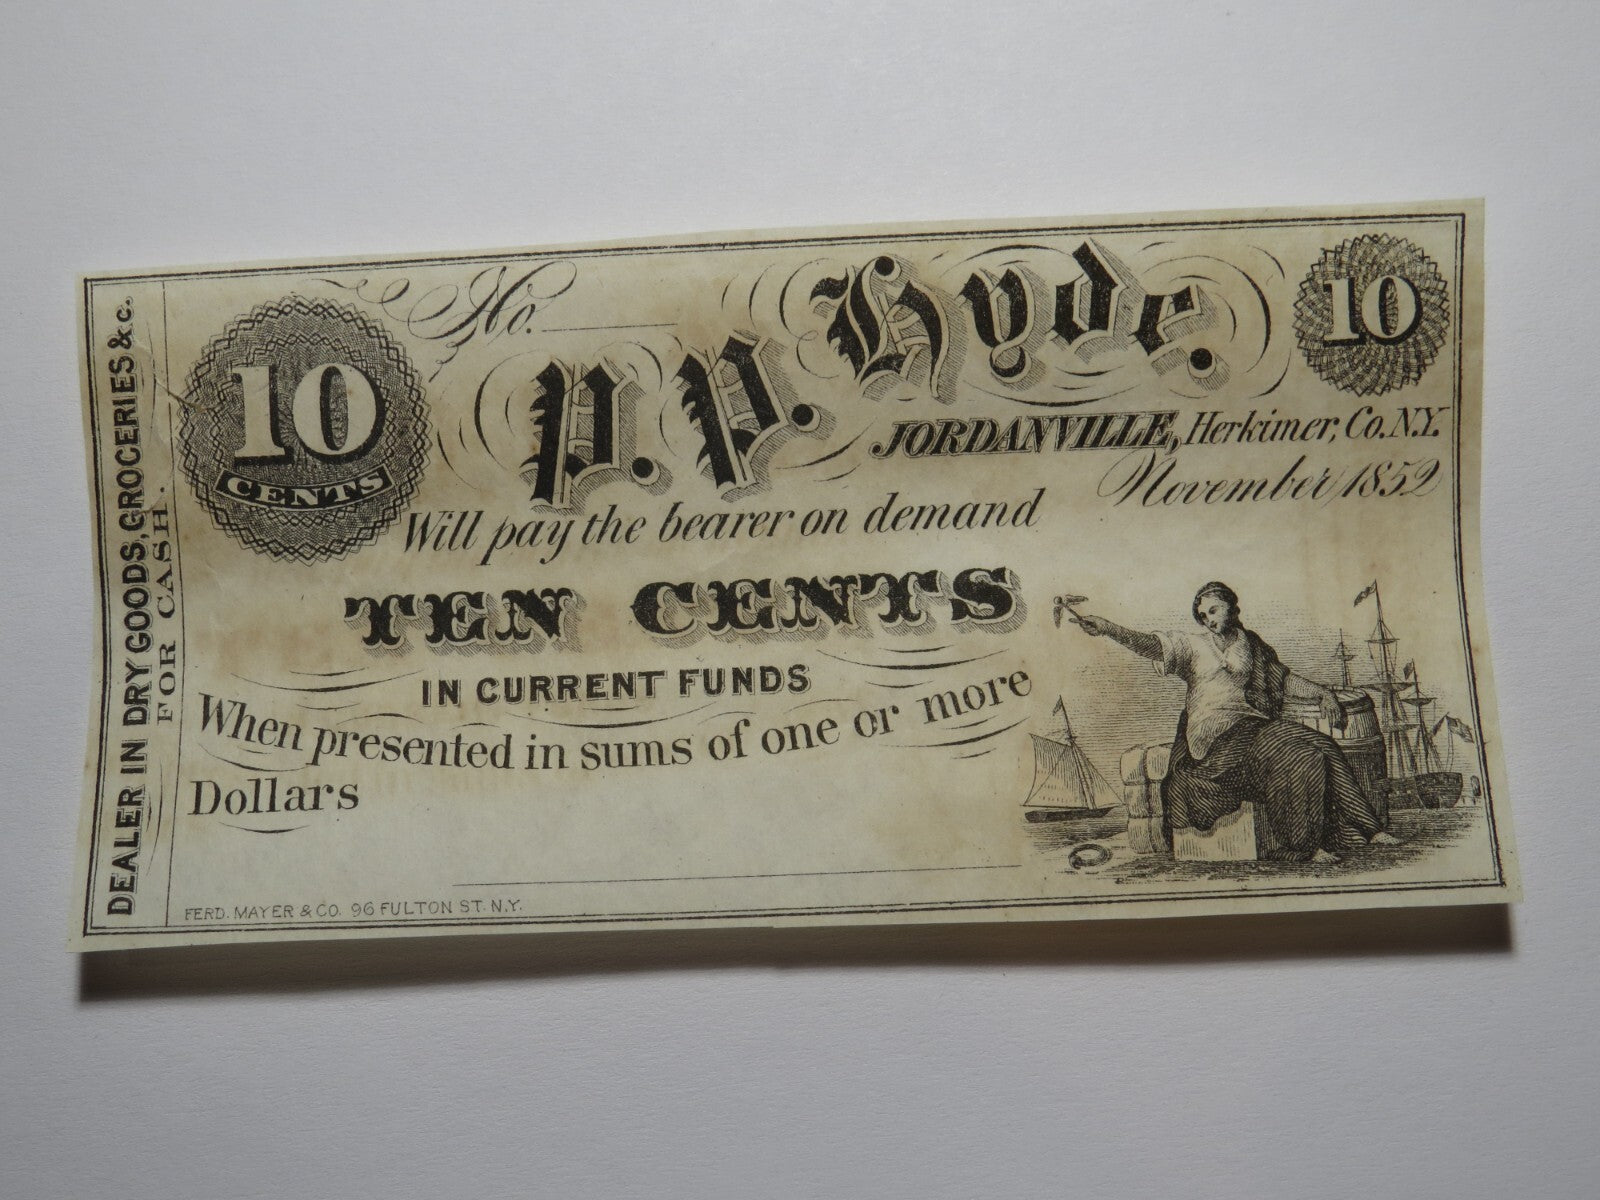 DEALER IN DRY GOODS, GROCERIES &c.
FOR CASH.
10
CENTS
No.
P. P. Hyde.
10
JORDANVILLE, Herkimer, Co. N.Y.
November 1852
Will pay the bearer on demand
TEN CENTS
IN CURRENT FUNDS
When presented in sums of one or more
Dollars
FERD. MAYER & CO. 96 FULTON ST. N.Y.